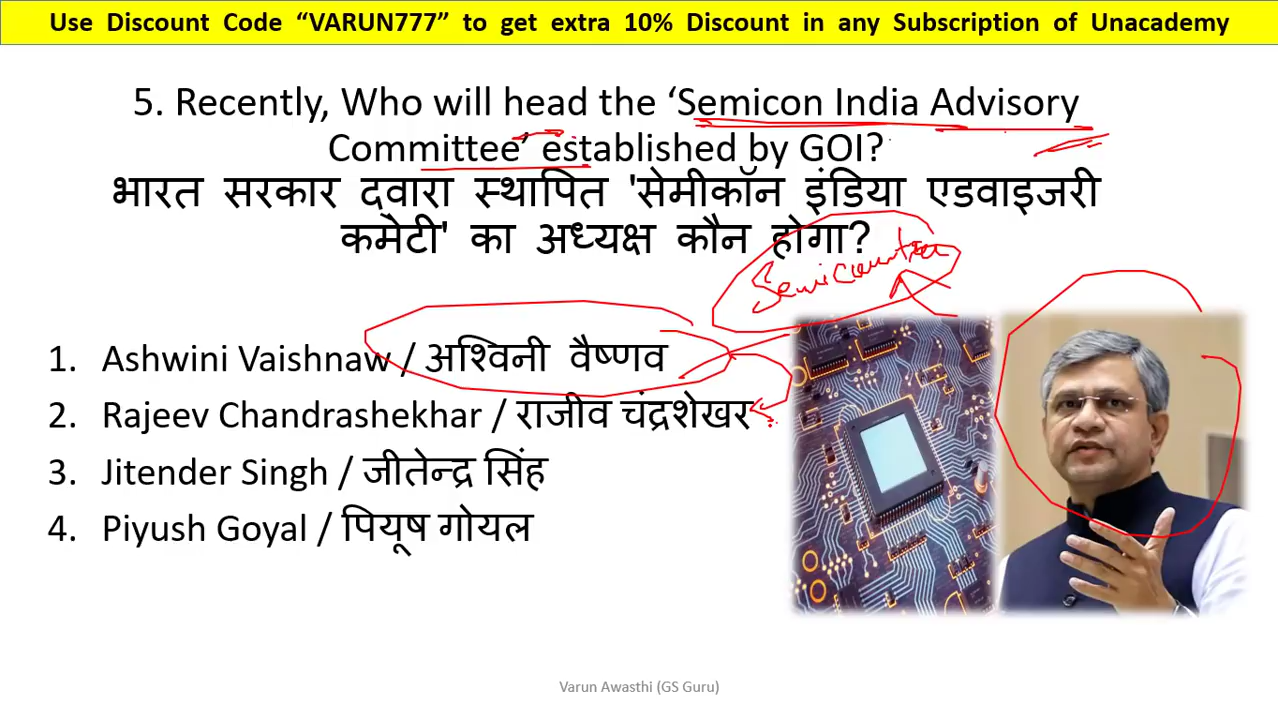 Use Discount Code “VARUN777” to get extra 10% Discount in any Subscription of Unacademy
5. Recently, Who will head the ‘Semicon India Advisory
Committee’ established by GOI?
भारत सरकार दवारा स्थापित 'सेमीकॉन इंडिया एडवाइजरी
कमेटी' का अध्यक्ष कौन होगा?
1. Ashwini Vaishnaw / अश्विनी वैष्णव
2. Rajeev Chandrashekhar / राजीव चंद्रशेखर
3. Jitender Singh / जीतेन्द्र सिंह
4. Piyush Goyal / पियूष गोयल
Varun Awasthi (GS Guru)